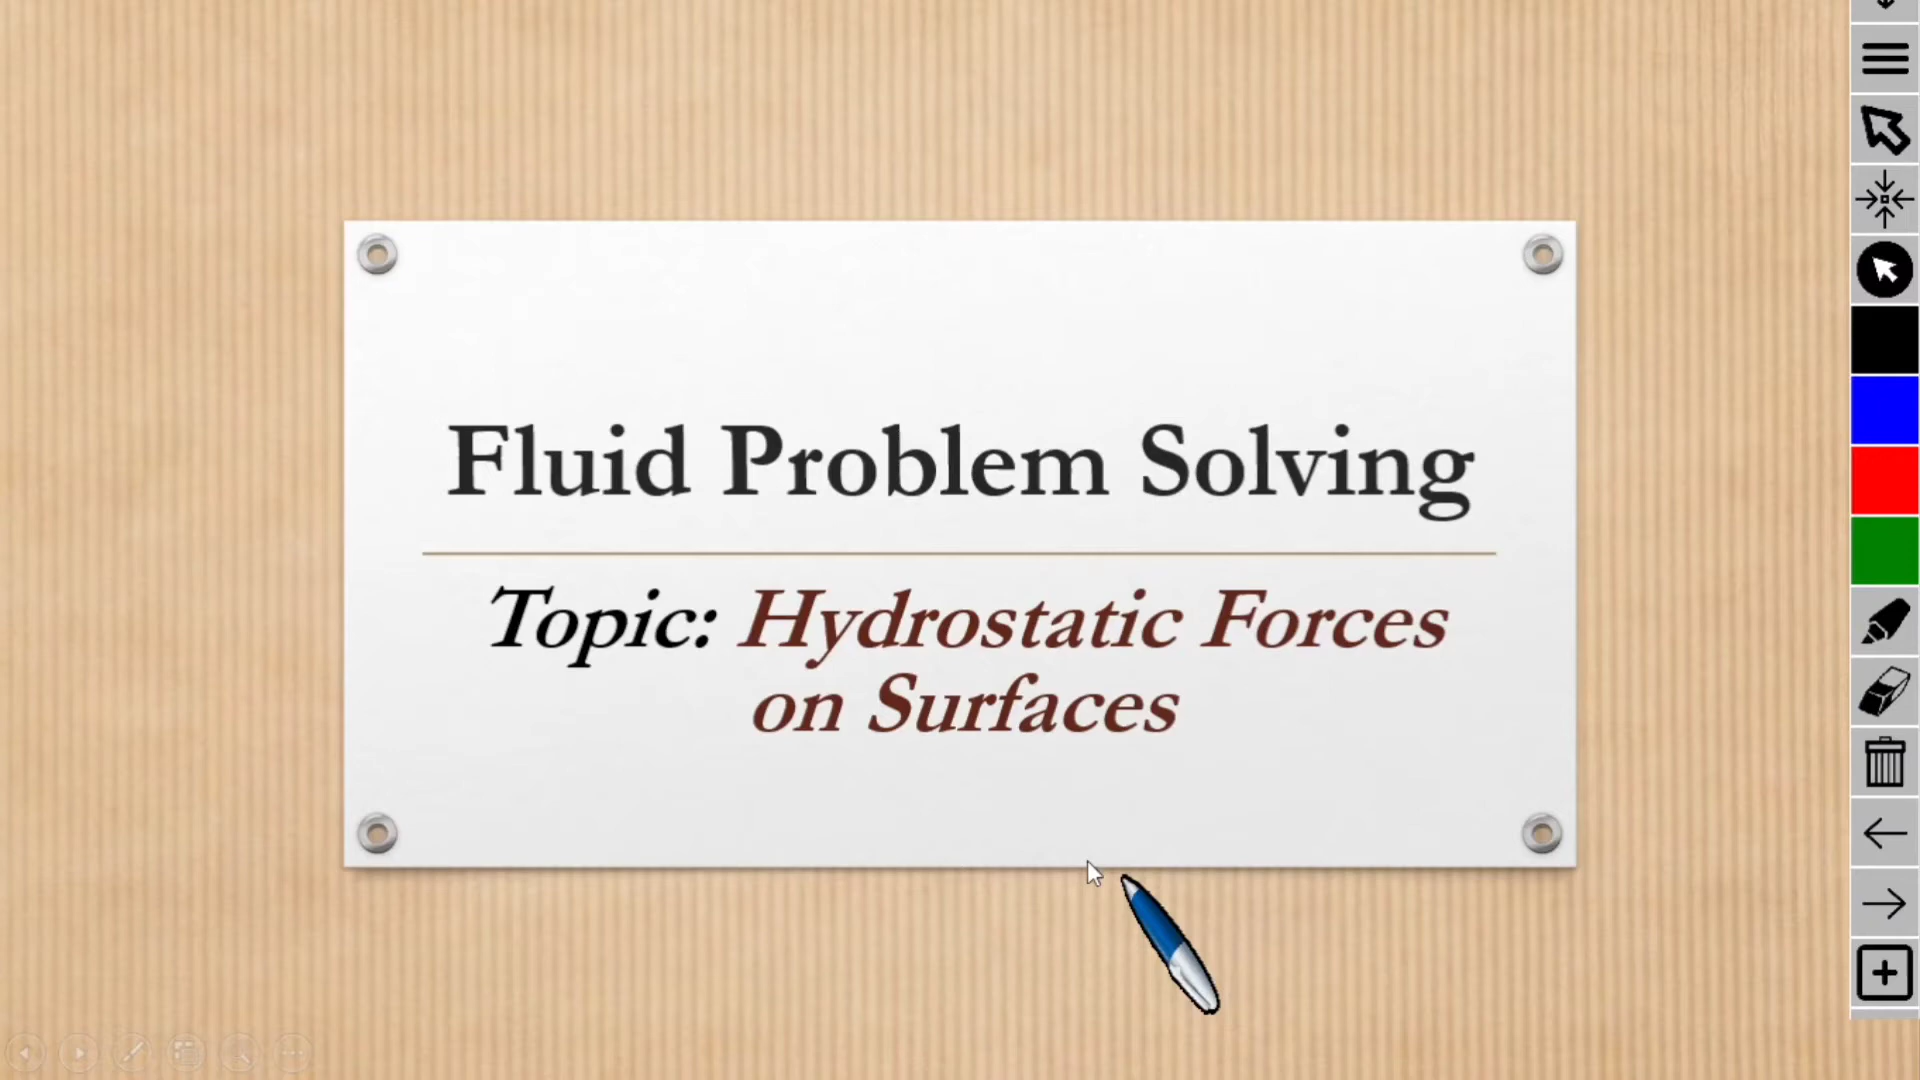 Fluid Problem Solving
Topic: Hydrostatic Forces
on Surfaces